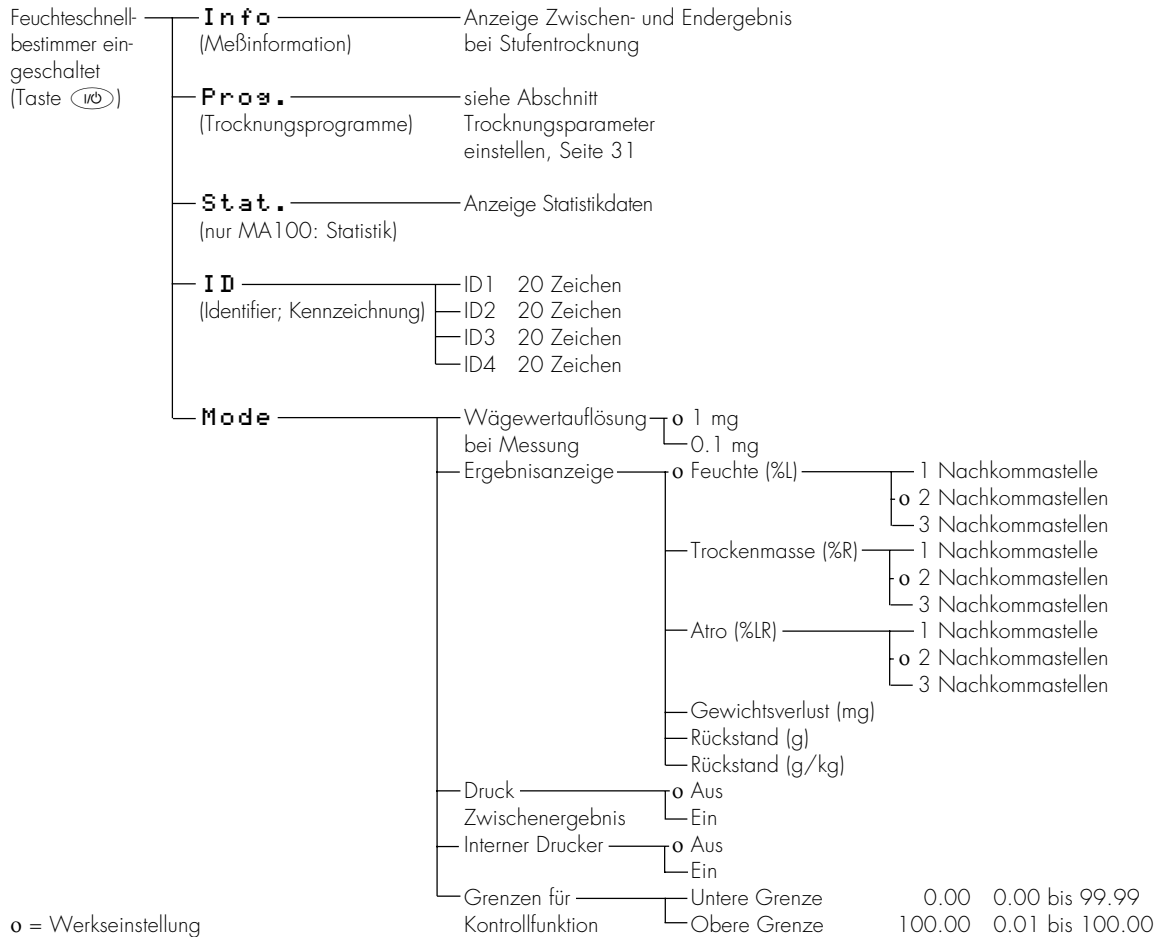 Feuchteschnell-
bestimmer ein-
geschaltet
(Taste I/⏻)
Info
(Meßinformation)
Anzeige Zwischen- und Endergebnis
bei Stufentrocknung
Prog.
(Trocknungsprogramme)
siehe Abschnitt
Trocknungsparameter
einstellen, Seite 31
Stat.
(nur MA100: Statistik)
Anzeige Statistikdaten
ID
(Identifier; Kennzeichnung)
ID1 20 Zeichen
ID2 20 Zeichen
ID3 20 Zeichen
ID4 20 Zeichen
Mode
Wägewertauflösung
bei Messung
o 1 mg
0.1 mg
Ergebnisanzeige
o Feuchte (%L)
1 Nachkommastelle
o 2 Nachkommastellen
3 Nachkommastellen
Trockenmasse (%R)
1 Nachkommastelle
o 2 Nachkommastellen
3 Nachkommastellen
Atro (%LR)
1 Nachkommastelle
o 2 Nachkommastellen
3 Nachkommastellen
Gewichtsverlust (mg)
Rückstand (g)
Rückstand (g/kg)
Druck
Zwischenergebnis
o Aus
Ein
Interner Drucker
o Aus
Ein
Grenzen für
Kontrollfunktion
Untere Grenze 0.00 0.00 bis 99.99
Obere Grenze 100.00 0.01 bis 100.00
o = Werkseinstellung